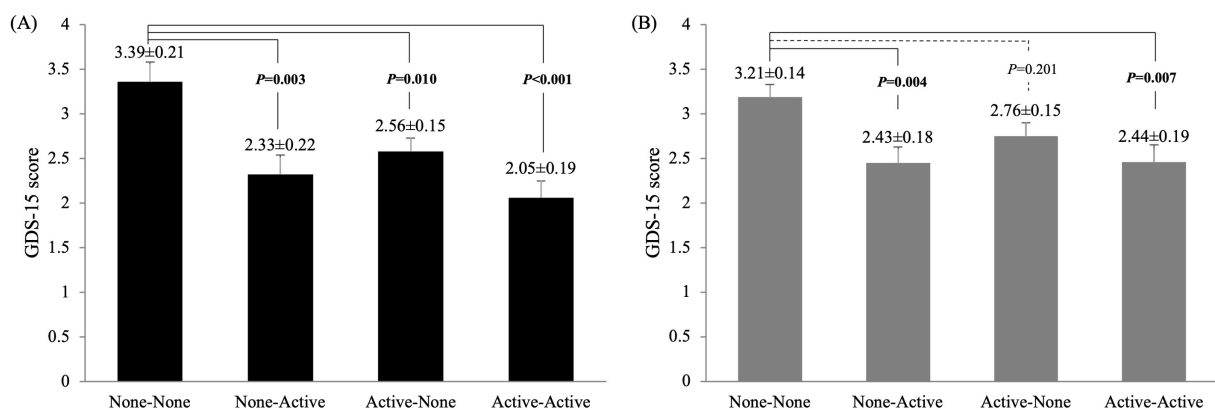 (A)
GDS-15 score
4
3.5
3
2.5
2
1.5
1
0.5
0
3.39±0.21
2.33±0.22
2.56±0.15
2.05±0.19
P=0.003
P=0.010
P<0.001
None-None
None-Active
Active-None
Active-Active
(B)
GDS-15 score
4
3.5
3
2.5
2
1.5
1
0.5
0
3.21±0.14
2.43±0.18
2.76±0.15
2.44±0.19
P=0.004
P=0.201
P=0.007
None-None
None-Active
Active-None
Active-Active